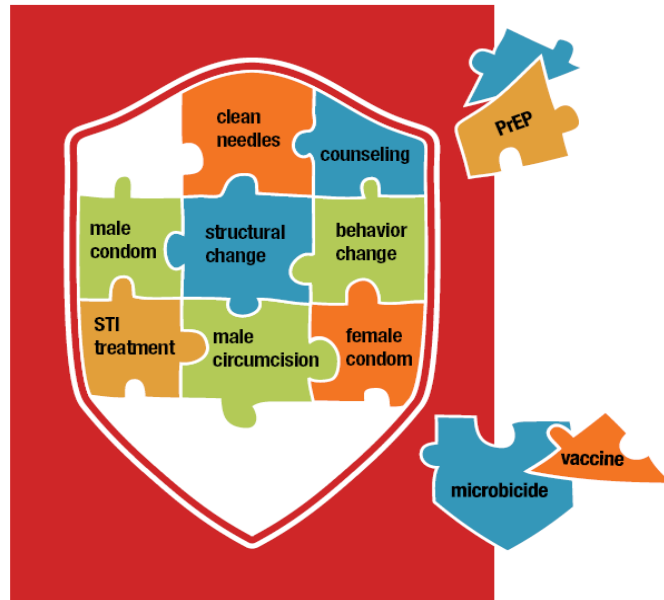 clean
needles
counseling
PrEP
male
condom
structural
change
behavior
change
STI
treatment
male
circumcision
female
condom
microbicide
vaccine